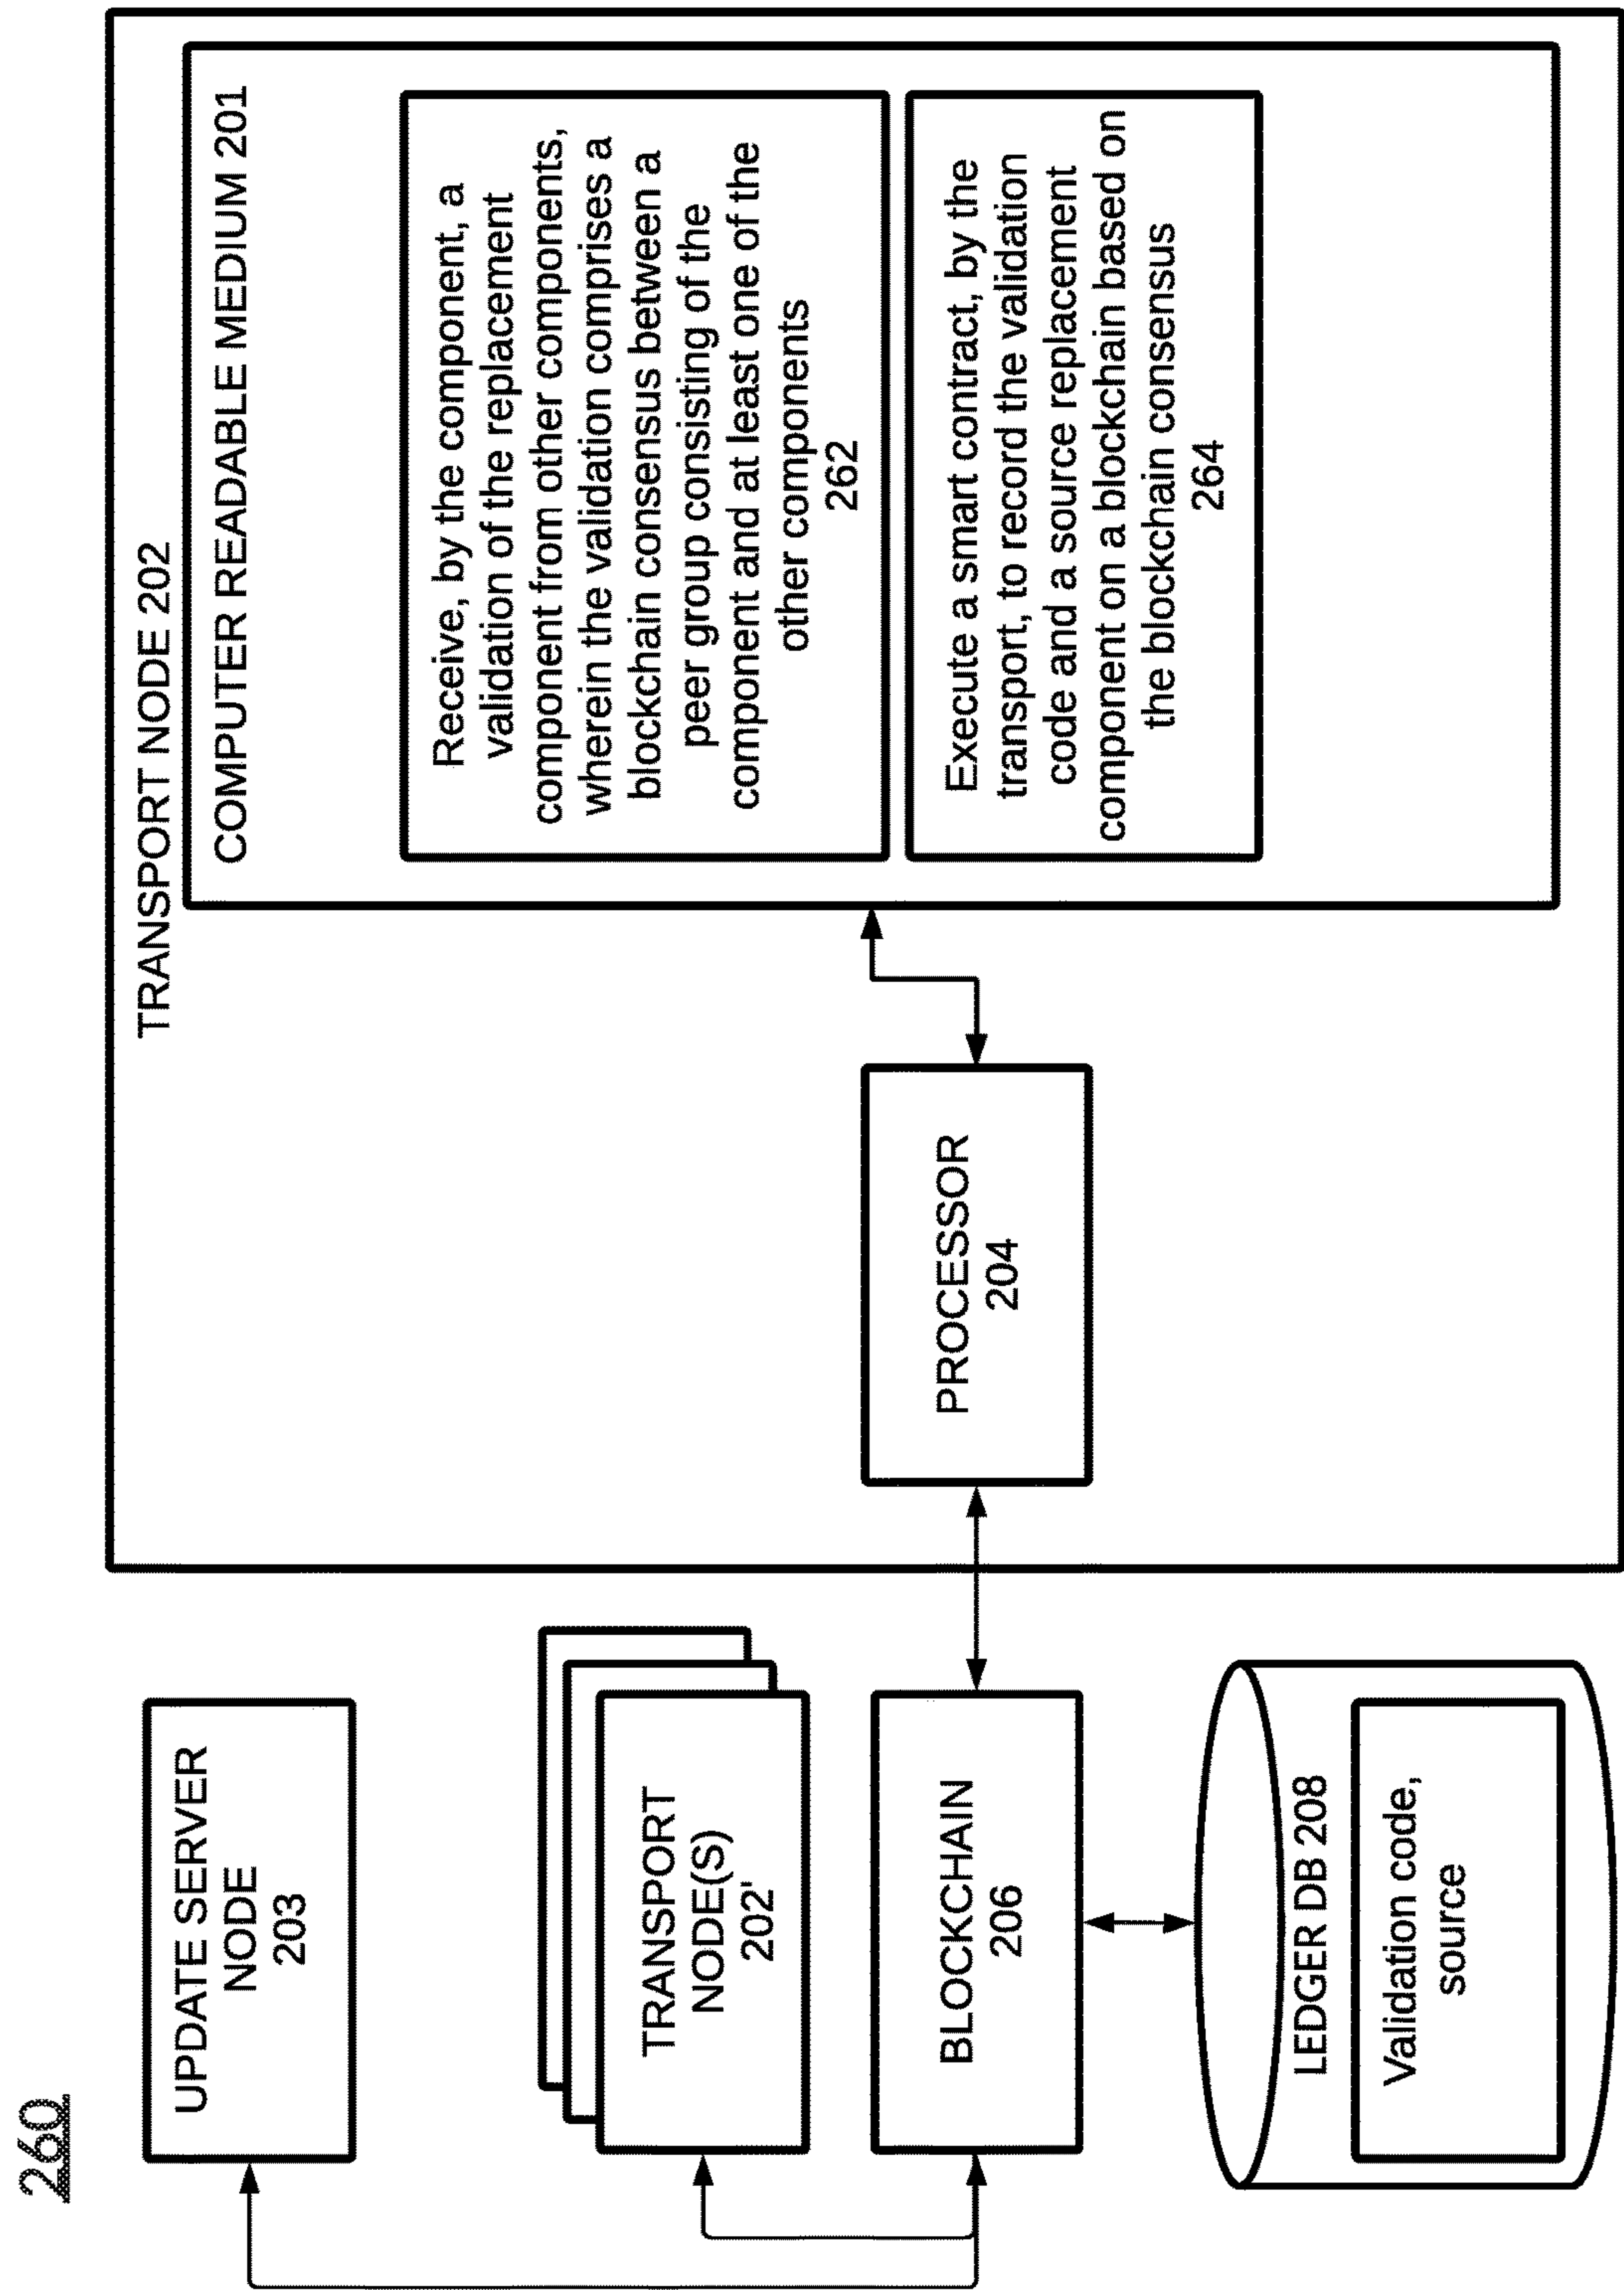 260
UPDATE SERVER
NODE
203
TRANSPORT
NODE(S)
202'
BLOCKCHAIN
206
LEDGER DB 208
Validation code,
source
TRANSPORT NODE 202
PROCESSOR
204
COMPUTER READABLE MEDIUM 201
Receive, by the component, a
validation of the replacement
component from other components,
wherein the validation comprises a
blockchain consensus between a
peer group consisting of the
component and at least one of the
other components
262
Execute a smart contract, by the
transport, to record the validation
code and a source replacement
component on a blockchain based on
the blockchain consensus
264